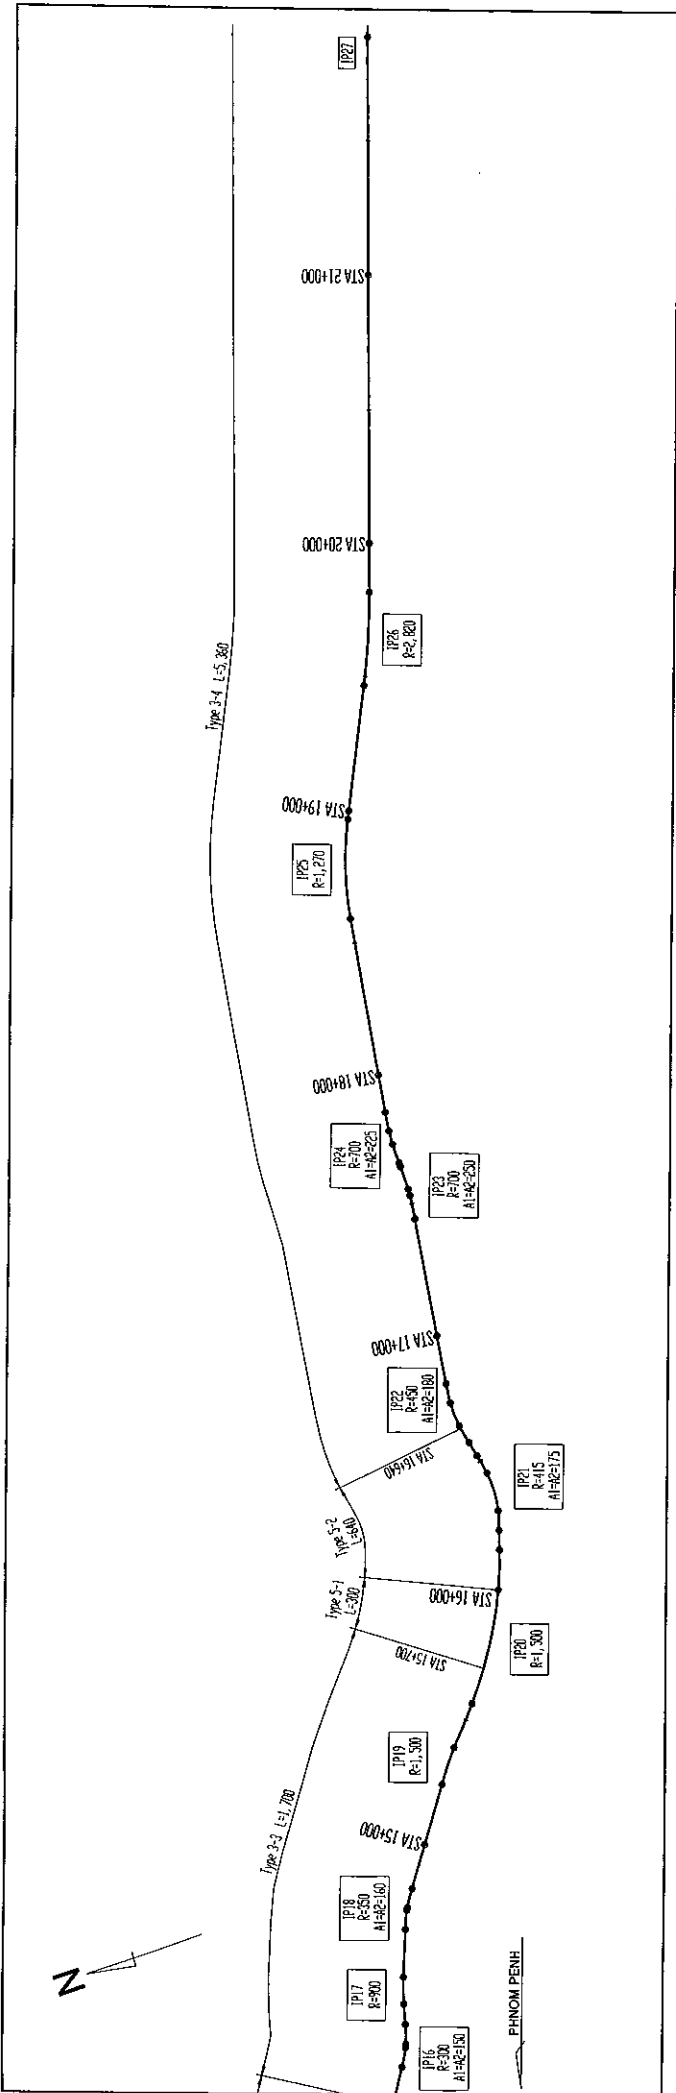 IP27
STA 21+000
STA 20+000
IP26
R=2,820
Type 3-4 L=5,360
STA 19+000
IP25
R=1,270
STA 18+000
IP24
R=700
A1=A2=225
IP23
R=700
A1=A2=250
STA 17+000
IP22
R=450
A1=A2=180
STA 16+640
IP21
R=415
A1=A2=175
Type 5-2
L=640
Type 5-1
L=300
STA 16+000
IP20
R=1,300
STA 15+700
IP19
R=1,500
Type 3-3 L=1,700
STA 15+000
IP18
R=350
A1=A2=160
N
IP17
R=900
PHNOM PENH
IP16
R=300
A1=A2=150